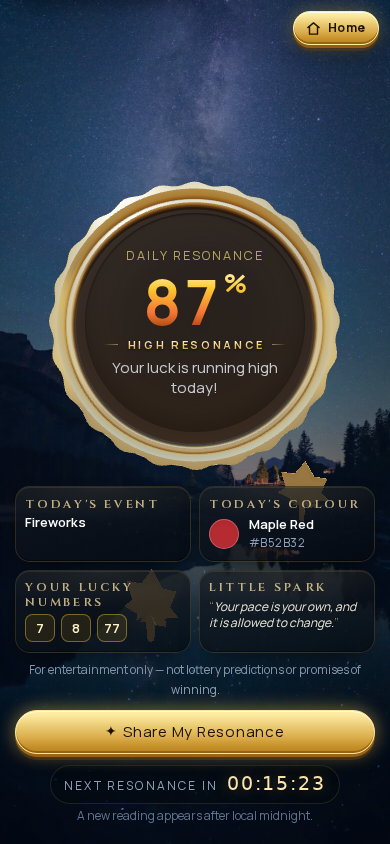 Home
DAILY RESONANCE
87%
HIGH RESONANCE
Your luck is running high
today!
TODAY'S EVENT
Fireworks
TODAY'S COLOUR
Maple Red
#B52B32
YOUR LUCKY
NUMBERS
7 8 77
LITTLE SPARK
"Your pace is your own, and
it is allowed to change."
For entertainment only — not lottery predictions or promises of
winning.
✦ Share My Resonance
NEXT RESONANCE IN 00:15:23
A new reading appears after local midnight.